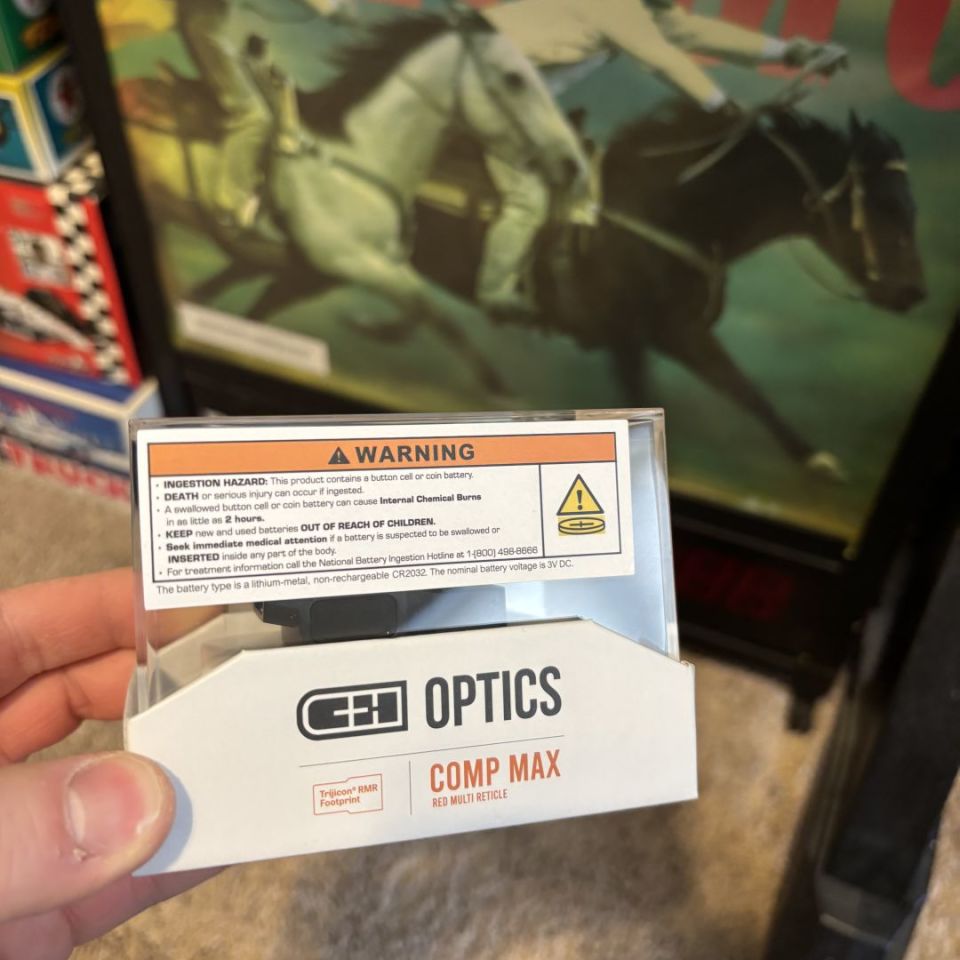 WARNING
• INGESTION HAZARD: This product contains a button cell or coin battery.
• DEATH or serious injury can occur if ingested.
• A swallowed button cell or coin battery can cause Internal Chemical Burns
in as little as 2 hours.
• KEEP new and used batteries OUT OF REACH OF CHILDREN.
• Seek immediate medical attention if a battery is suspected to be swallowed or
INSERTED inside any part of the body.
• For treatment information call the National Battery Ingestion Hotline at 1-(800) 498-8666
The battery type is a lithium-metal, non-rechargeable CR2032. The nominal battery voltage is 3V DC.
CH OPTICS
Trijicon® RMR
Footprint
COMP MAX
RED MULTI RETICLE
TRUCK